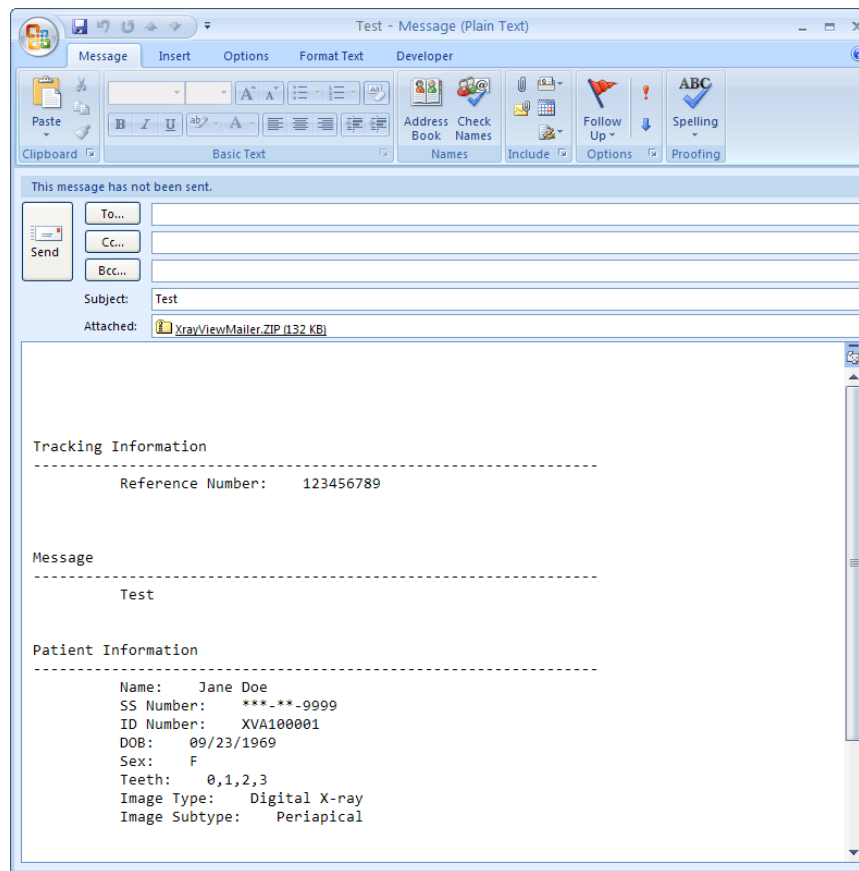 Test - Message (Plain Text)
Message Insert Options Format Text Developer
Paste
Clipboard
B I U ab A
Basic Text
Address Book
Check Names
Names
Include
Follow Up
Options
ABC
Spelling
Proofing
This message has not been sent.
Send
To...
Cc...
Bcc...
Subject: Test
Attached: XrayViewMailer.ZIP (132 KB)
Tracking Information
-----------------------------------------------------------------
Reference Number: 123456789
Message
-----------------------------------------------------------------
Test
Patient Information
-----------------------------------------------------------------
Name: Jane Doe
SS Number: ***-**-9999
ID Number: XVA100001
DOB: 09/23/1969
Sex: F
Teeth: 0,1,2,3
Image Type: Digital X-ray
Image Subtype: Periapical